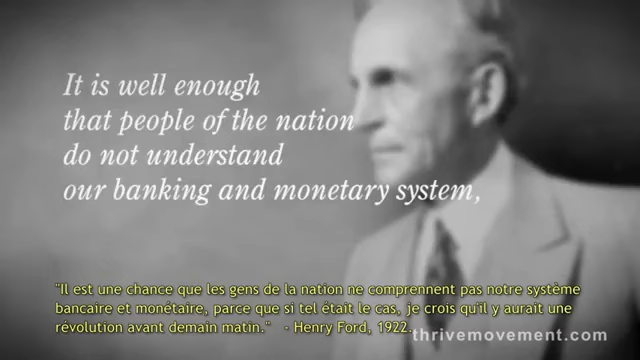 It is well enough
that people of the nation
do not understand
our banking and monetary system,
"Il est une chance que les gens de la nation ne comprennent pas notre système
bancaire et monétaire, parce que si tel était le cas, je crois qu'il y aurait une
révolution avant demain matin."   - Henry Ford, 1922.
thrivemovement.com